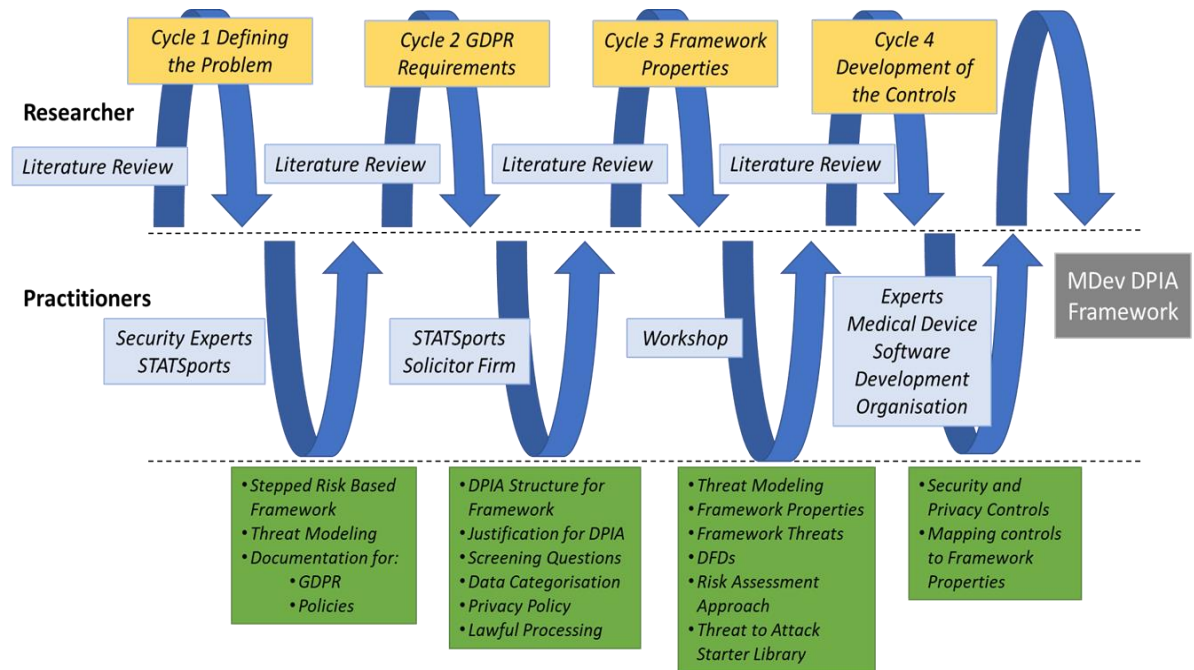 Cycle 1 Defining
the Problem
Cycle 2 GDPR
Requirements
Cycle 3 Framework
Properties
Cycle 4
Development of
the Controls
Researcher
Literature Review
Literature Review
Literature Review
Literature Review
Practitioners
Security Experts
STATSports
STATSports
Solicitor Firm
Workshop
Experts
Medical Device
Software
Development
Organisation
MDev DPIA
Framework
• Stepped Risk Based
Framework
• Threat Modeling
• Documentation for:
• GDPR
• Policies
• DPIA Structure for
Framework
• Justification for DPIA
• Screening Questions
• Data Categorisation
• Privacy Policy
• Lawful Processing
• Threat Modeling
• Framework Properties
• Framework Threats
• DFDs
• Risk Assessment
Approach
• Threat to Attack
Starter Library
• Security and
Privacy Controls
• Mapping controls
to Framework
Properties